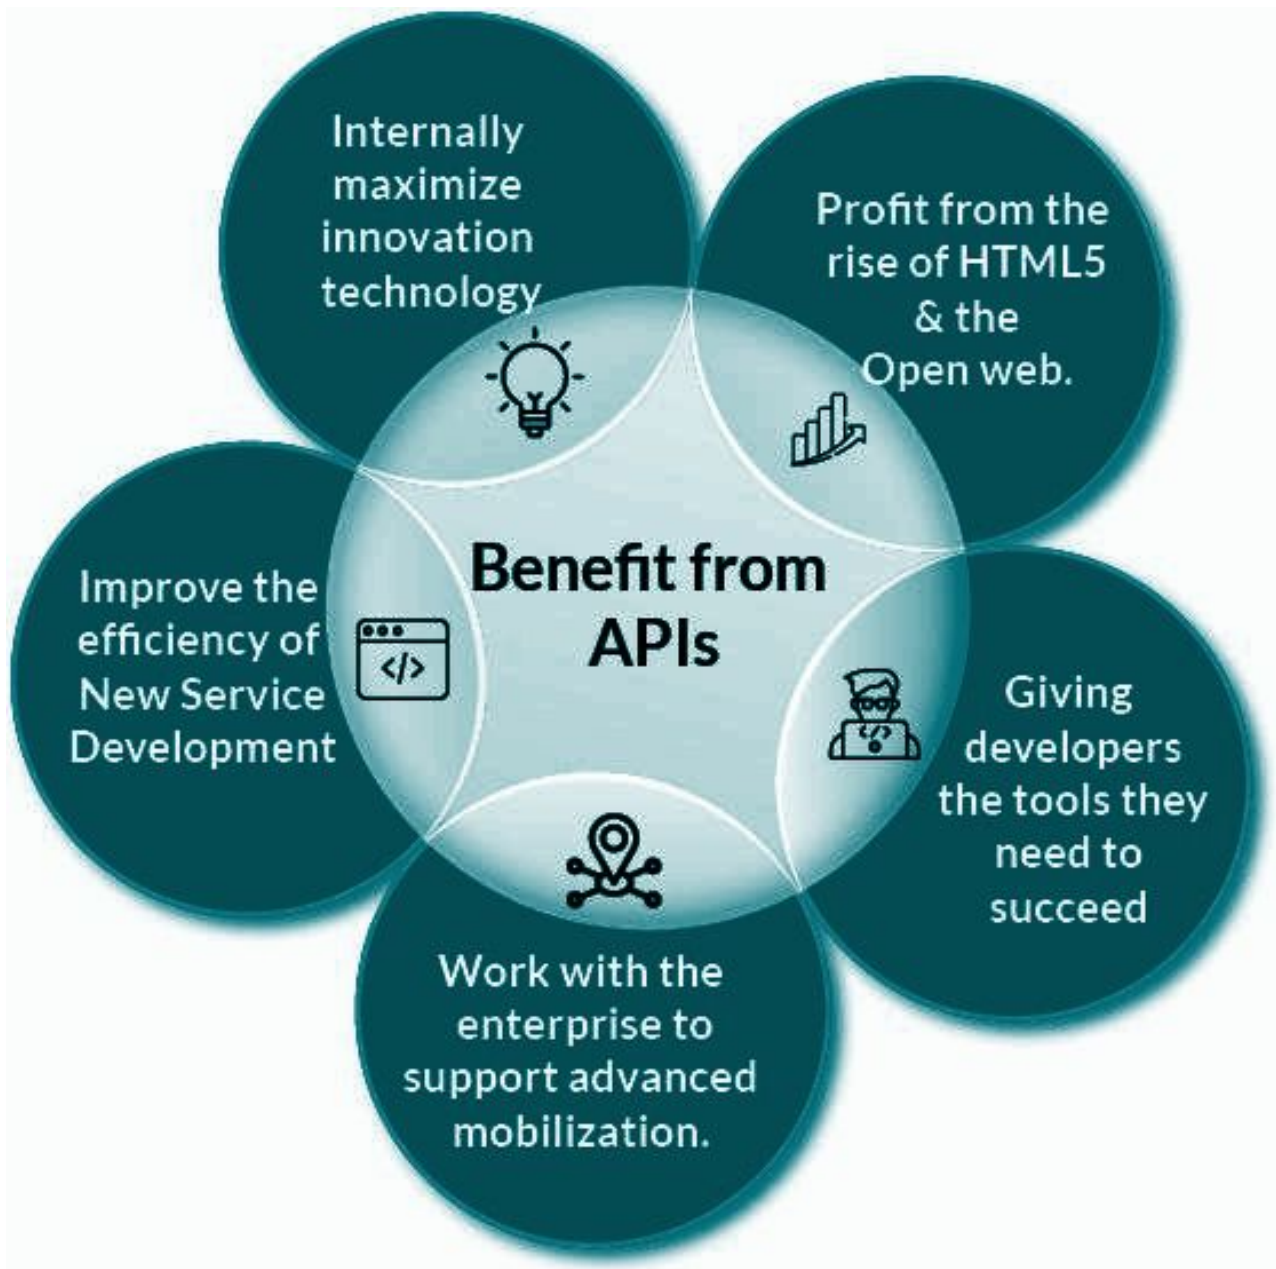 Internally
maximize
innovation
technology
Profit from the
rise of HTML5
& the
Open web.
Benefit from
APIs
Improve the
efficiency of
New Service
Development
</>
Giving
developers
the tools they
need to
succeed
</>
Work with the
enterprise to
support advanced
mobilization.